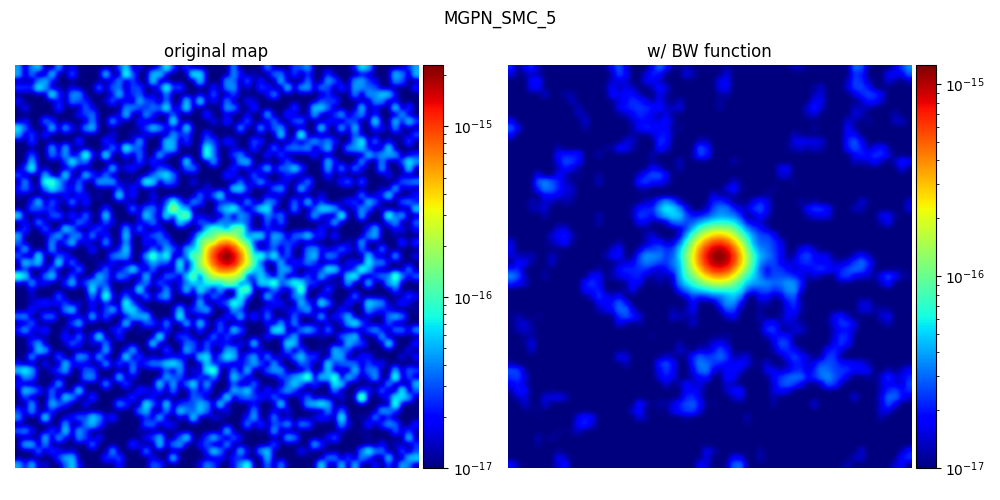 MGPN_SMC_5
original map
w/ BW function
10⁻¹⁵
10⁻¹⁶
10⁻¹⁷
10⁻¹⁵
10⁻¹⁶
10⁻¹⁷